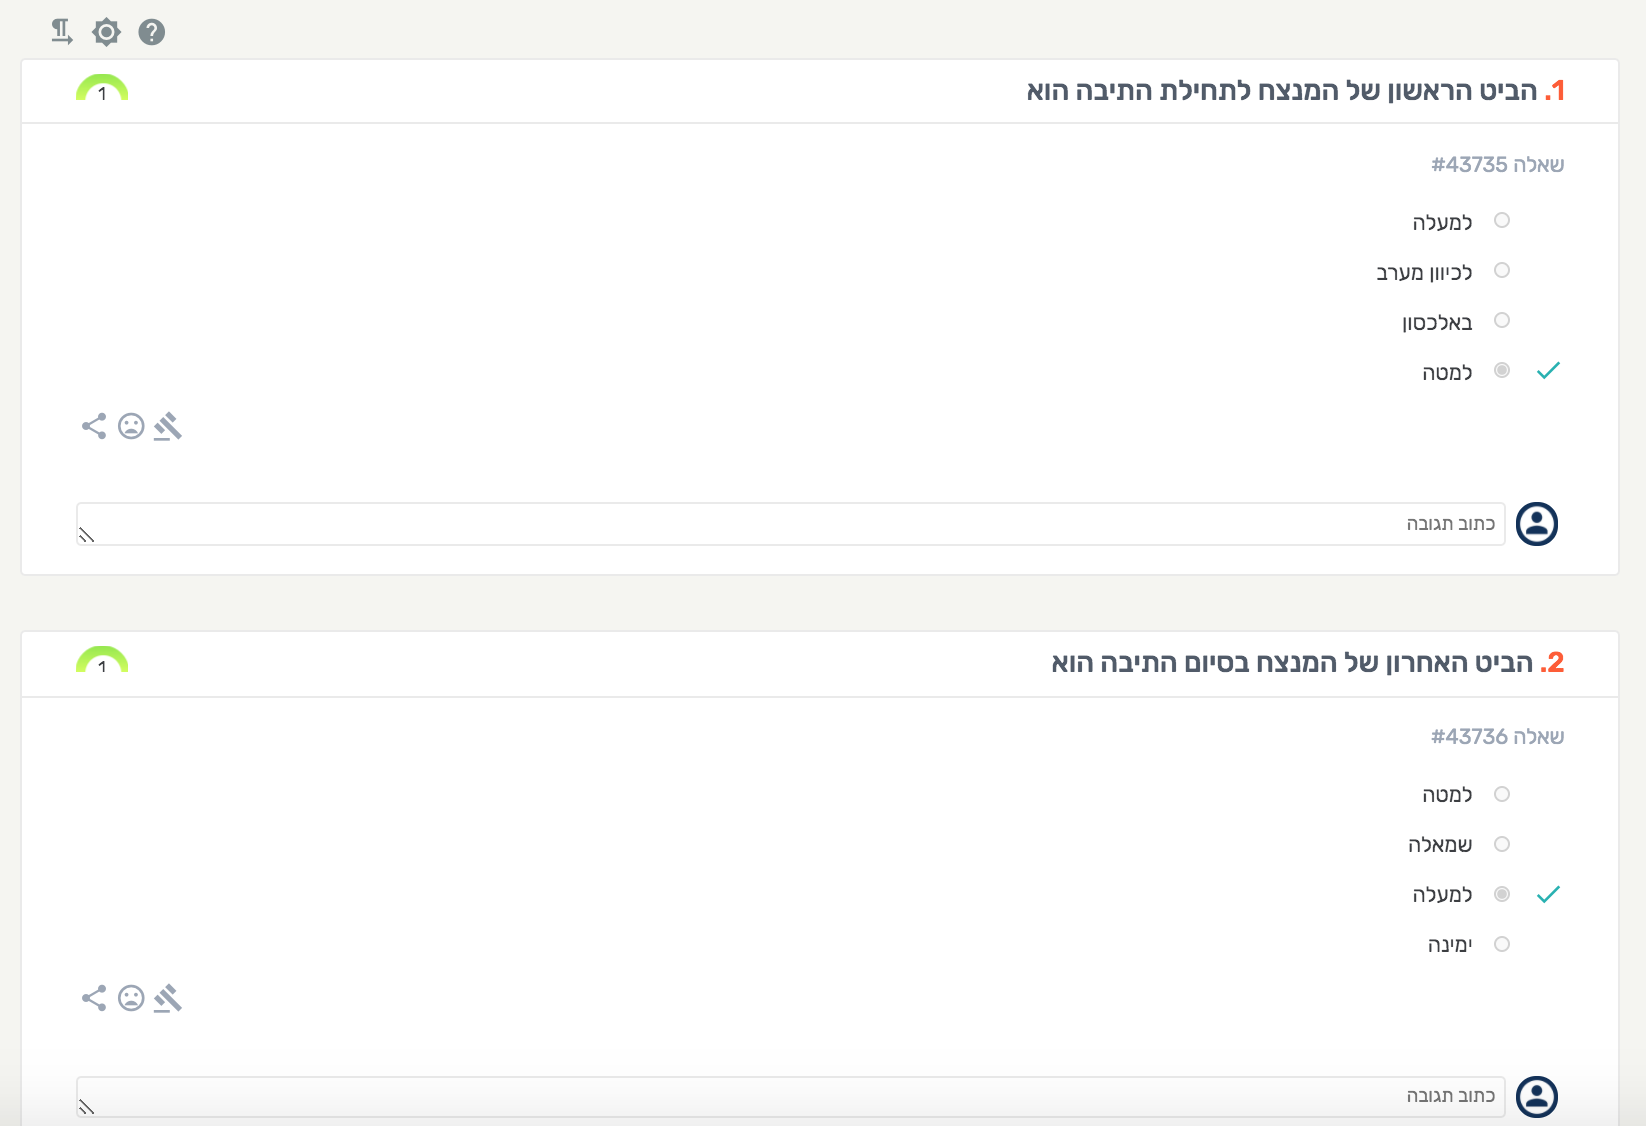 1. הביט הראשון של המנצח לתחילת התיבה הוא
1
שאלה 43735#
למעלה
לכיוון מערב
באלכסון
למטה
כתוב תגובה
2. הביט האחרון של המנצח בסיום התיבה הוא
1
שאלה 43736#
למטה
שמאלה
למעלה
ימינה
כתוב תגובה